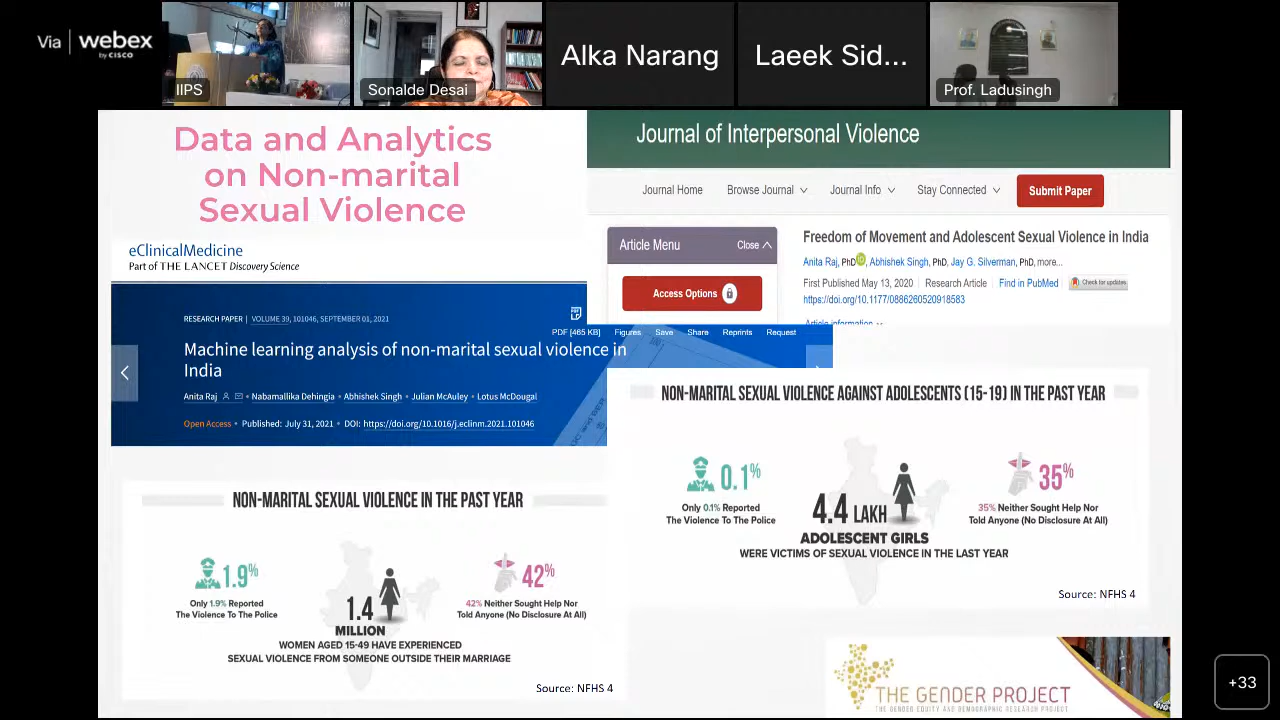 Via webex
by CISCO
IIPS
Sonalde Desai
Alka Narang
Laeek Sid...
Prof. Ladusingh
Data and Analytics
on Non-marital
Sexual Violence
eClinicalMedicine
Part of THE LANCET Discovery Science
RESEARCH PAPER | VOLUME 39, 101046, SEPTEMBER 01, 2021
PDF [465 KB] Figures Save Share Reprints Request
Machine learning analysis of non-marital sexual violence in
India
Anita Raj • Nabamallika Dehingia • Abhishek Singh • Julian McAuley • Lotus McDougal
Open Access • Published: July 31, 2021 • DOI: https://doi.org/10.1016/j.eclinm.2021.101046
Journal of Interpersonal Violence
Journal Home Browse Journal Journal Info Stay Connected Submit Paper
Article Menu Close
Access Options
Freedom of Movement and Adolescent Sexual Violence in India
Anita Raj, PhD, Abhishek Singh, PhD, Jay G. Silverman, PhD, more...
First Published May 13, 2020 | Research Article | Find in PubMed Check for updates
https://doi.org/10.1177/0886260520918583
Article information
NON-MARITAL SEXUAL VIOLENCE IN THE PAST YEAR
1.9%
Only 1.9% Reported
The Violence To The Police
1.4
MILLION
WOMEN AGED 15-49 HAVE EXPERIENCED
SEXUAL VIOLENCE FROM SOMEONE OUTSIDE THEIR MARRIAGE
42%
42% Neither Sought Help Nor
Told Anyone (No Disclosure At All)
Source: NFHS 4
NON-MARITAL SEXUAL VIOLENCE AGAINST ADOLESCENTS (15-19) IN THE PAST YEAR
0.1%
Only 0.1% Reported
The Violence To The Police
4.4 LAKH
ADOLESCENT GIRLS
WERE VICTIMS OF SEXUAL VIOLENCE IN THE LAST YEAR
35%
35% Neither Sought Help Nor
Told Anyone (No Disclosure At All)
Source: NFHS 4
THE GENDER PROJECT
THE GENDER EQUITY AND DEMOGRAPHIC RESEARCH PROJECT
+33